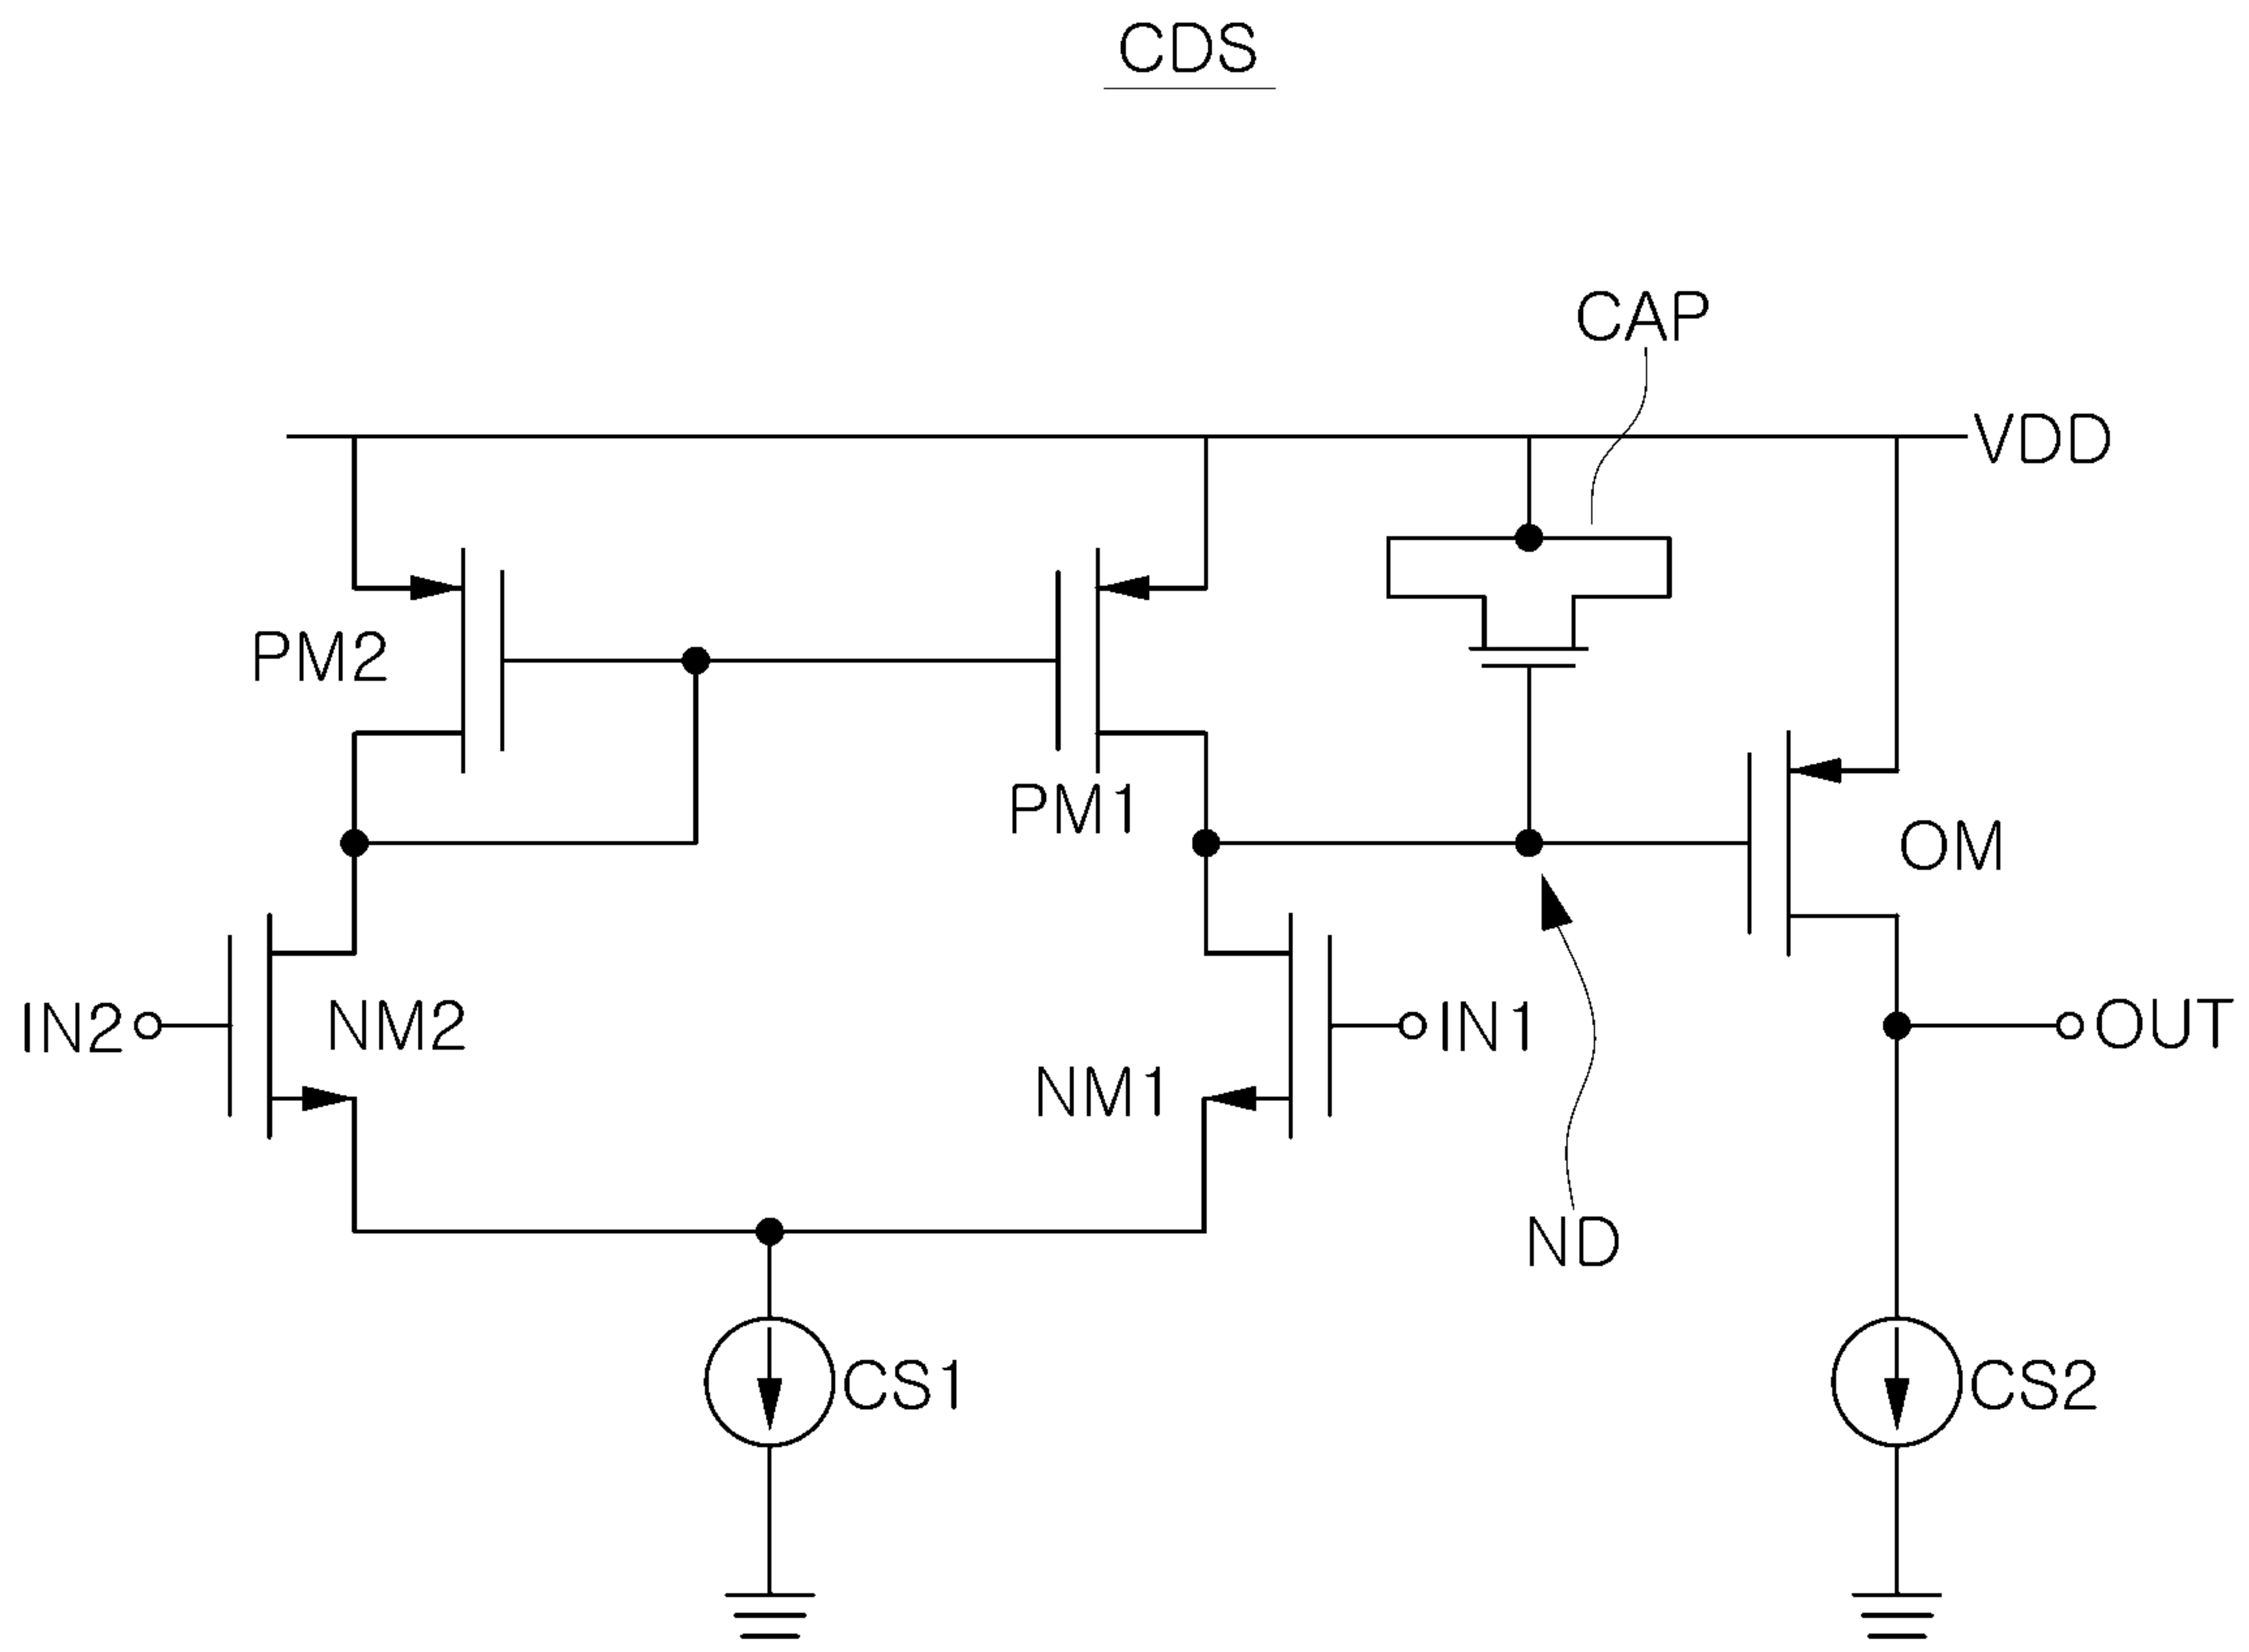 CDS
CAP
VDD
PM2
PM1
OM
IN2
NM2
NM1
IN1
OUT
ND
CS1
CS2